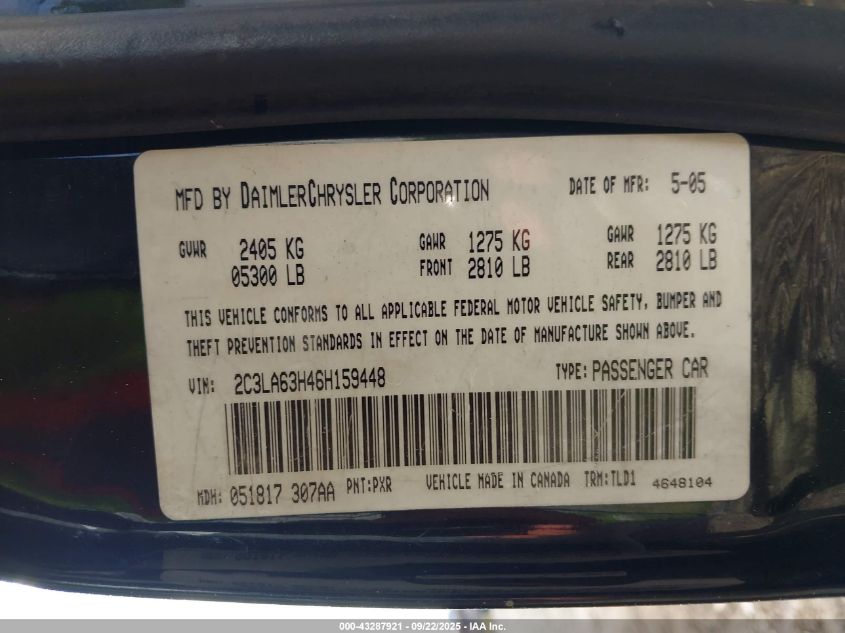 MFD BY DAIMLERCHRYSLER CORPORATION DATE OF MFR: 5-05
GVWR 2405 KG GAWR 1275 KG GAWR 1275 KG
05300 LB FRONT 2810 LB REAR 2810 LB
THIS VEHICLE CONFORMS TO ALL APPLICABLE FEDERAL MOTOR VEHICLE SAFETY, BUMPER AND
THEFT PREVENTION STANDARDS IN EFFECT ON THE DATE OF MANUFACTURE SHOWN ABOVE.
VIN: 2C3LA63H46H159448 TYPE: PASSENGER CAR
MDH: 051817 307AA PNT:PXR VEHICLE MADE IN CANADA TRM:TLD1 4648104
000-43287921 - 09/22/2025 - IAA Inc.